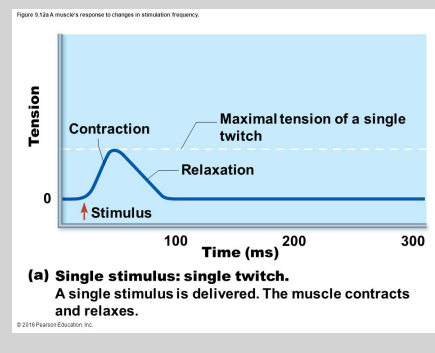 Figure 9.12a A muscle's response to changes in stimulation frequency.
Tension
Contraction
Maximal tension of a single
twitch
Relaxation
0
Stimulus
100
200
300
Time (ms)
(a) Single stimulus: single twitch.
A single stimulus is delivered. The muscle contracts
and relaxes.
© 2016 Pearson Education, Inc.